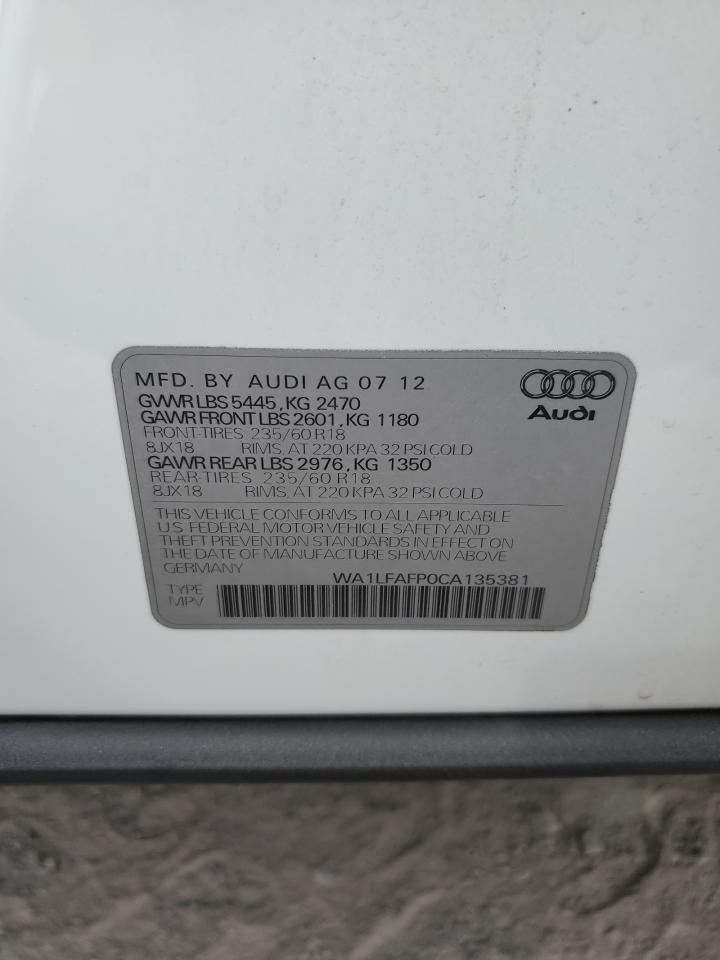 MFD. BY AUDI AG 07 12
Audi
GVWR LBS 5445, KG 2470
GAWR FRONT LBS 2601, KG 1180
FRONT-TIRES 235/60 R18
8JX18 RIMS, AT 220 KPA 32 PSI COLD
GAWR REAR LBS 2976, KG 1350
REAR-TIRES 235/60 R18
8JX18 RIMS, AT 220 KPA 32 PSI COLD
THIS VEHICLE CONFORMS TO ALL APPLICABLE
U.S. FEDERAL MOTOR VEHICLE SAFETY AND
THEFT PREVENTION STANDARDS IN EFFECT ON
THE DATE OF MANUFACTURE SHOWN ABOVE
GERMANY
WA1LFAFP0CA135381
TYPE
MPV